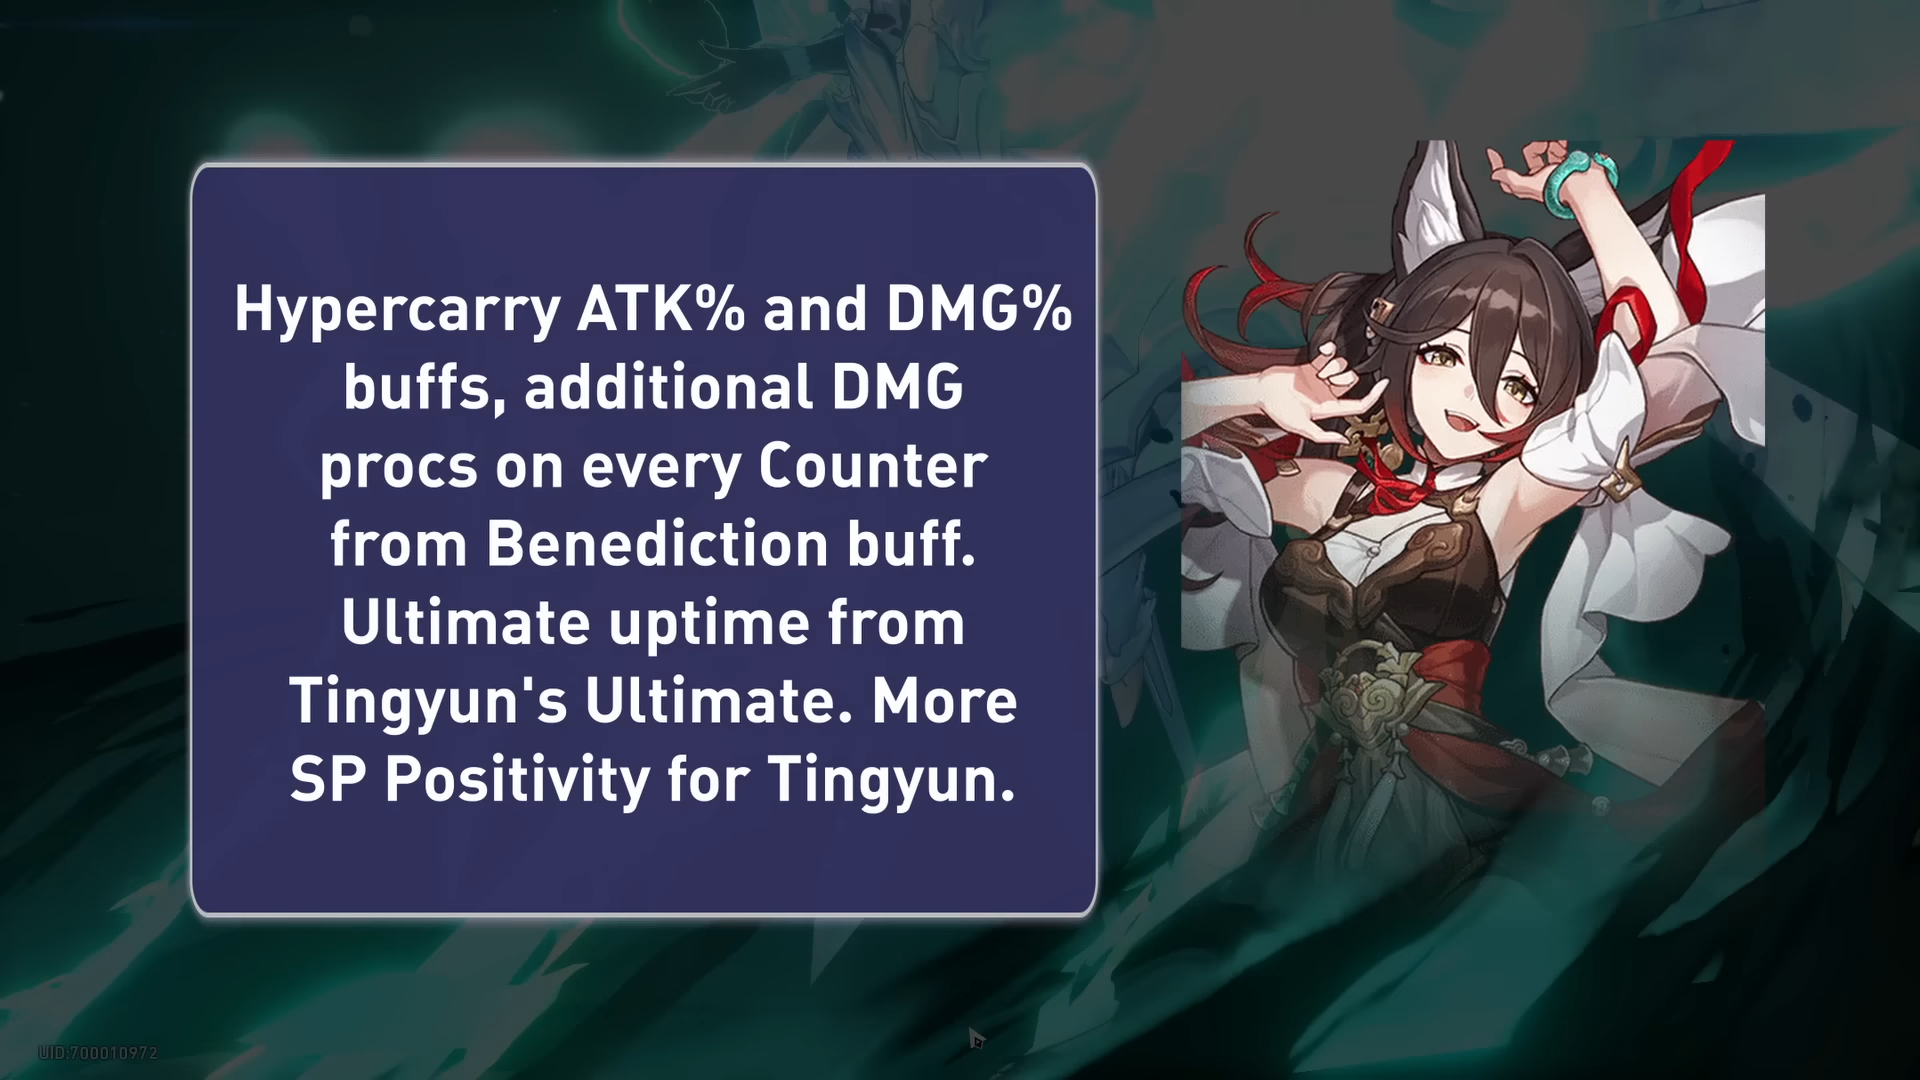 Hypercarry ATK% and DMG%
buffs, additional DMG
procs on every Counter
from Benediction buff.
Ultimate uptime from
Tingyun's Ultimate. More
SP Positivity for Tingyun.
UID:700010972